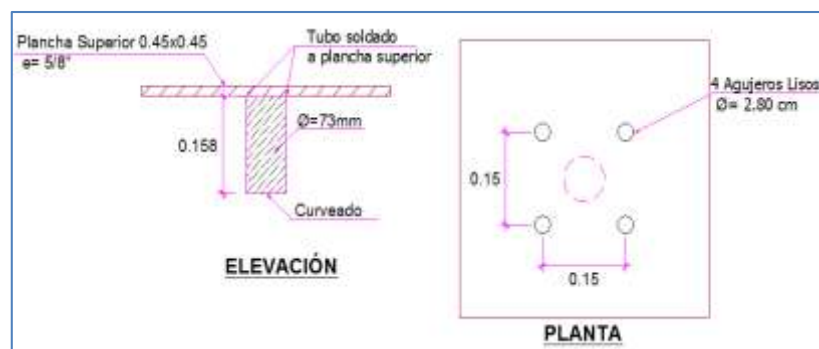 Plancha Superior 0.45x0.45
e= 5/8"
Tubo soldado
a plancha superior
Ø=73mm
0.158
Curveado
ELEVACIÓN
4 Agujeros Lisos
Ø= 2.80 cm
0.15
0.15
PLANTA